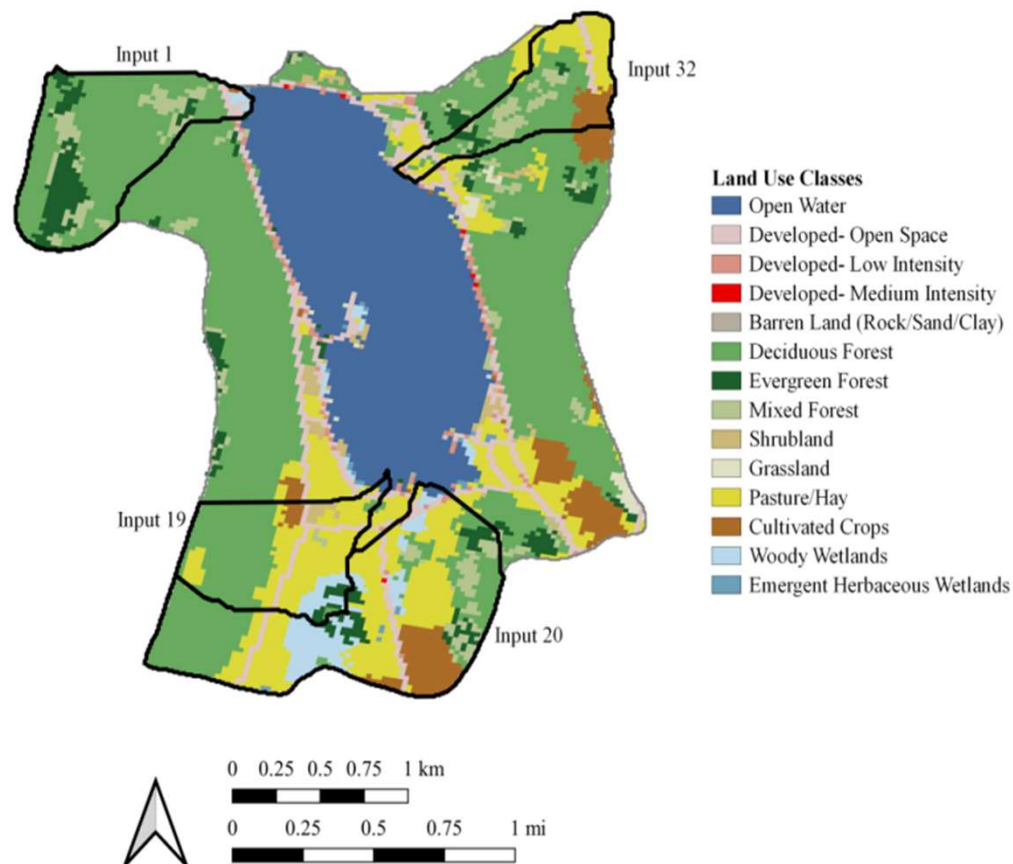 Input 1
Input 32
Land Use Classes
Open Water
Developed- Open Space
Developed- Low Intensity
Developed- Medium Intensity
Barren Land (Rock/Sand/Clay)
Deciduous Forest
Evergreen Forest
Mixed Forest
Shrubland
Grassland
Pasture/Hay
Cultivated Crops
Woody Wetlands
Emergent Herbaceous Wetlands
Input 19
Input 20
0 0.25 0.5 0.75 1 km
0 0.25 0.5 0.75 1 mi